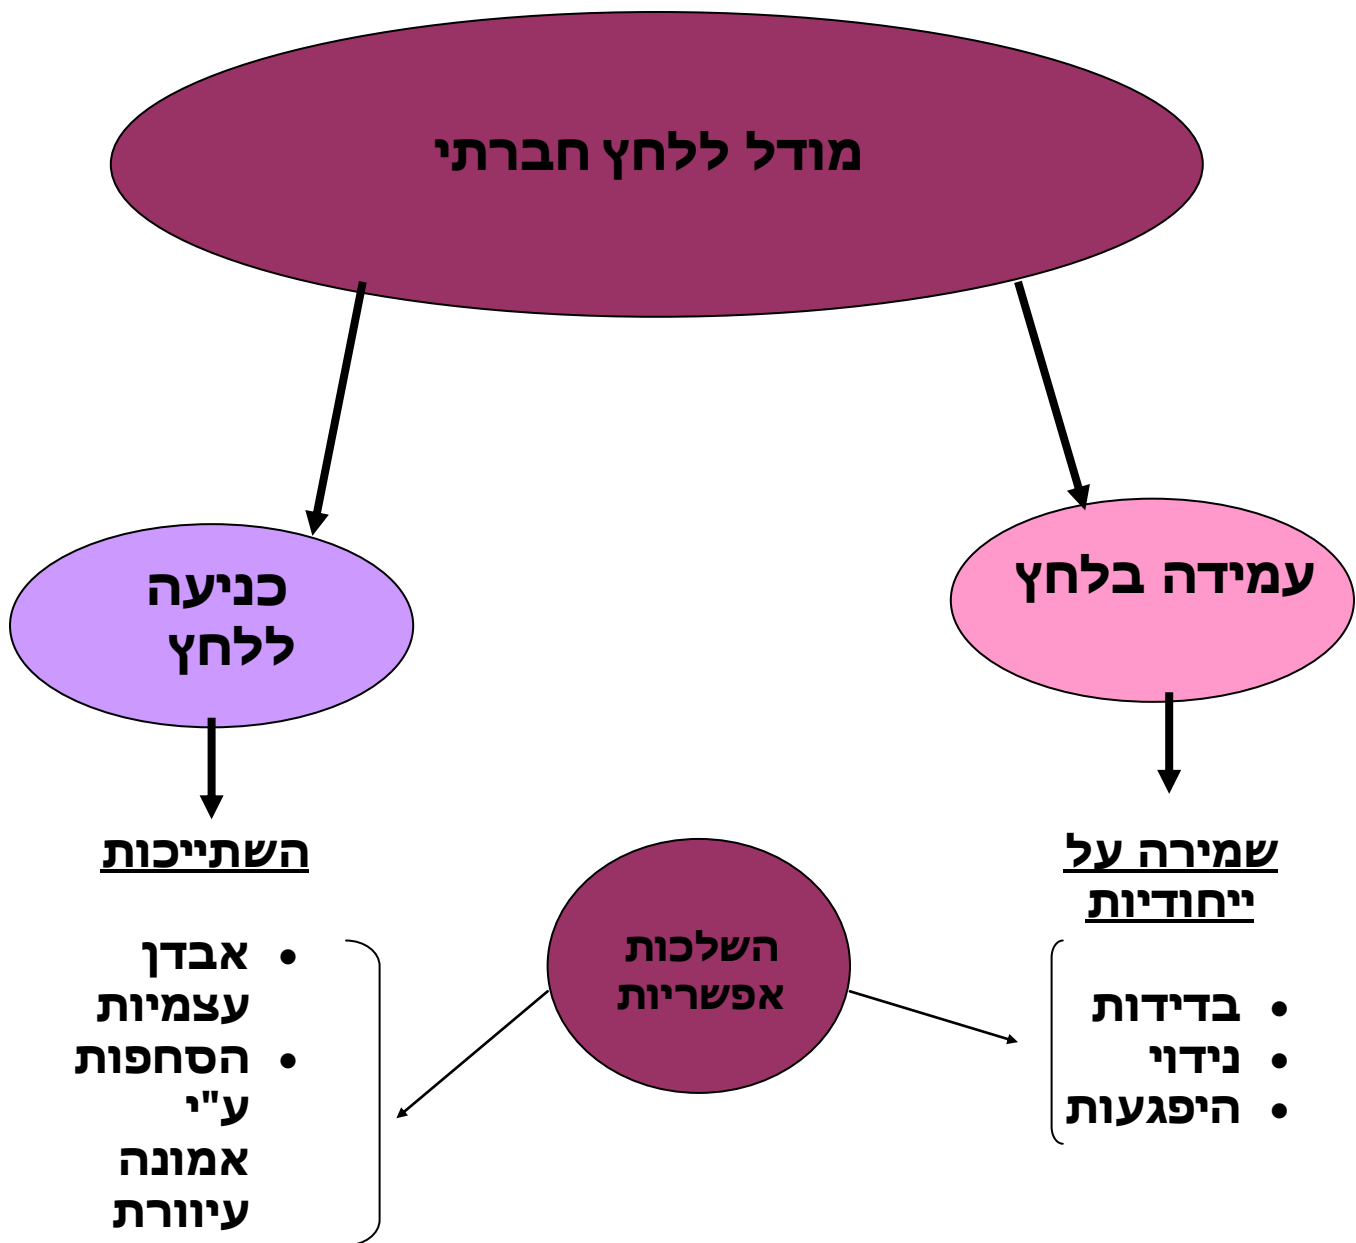 מודל ללחץ חברתי
עמידה בלחץ
כניעה
ללחץ
שמירה על
ייחודיות
• בדידות
• נידוי
• היפגעות
השלכות
אפשריות
השתייכות
• אבדן
עצמיות
• הסחפות
ע"י
אמונה
עיוורת